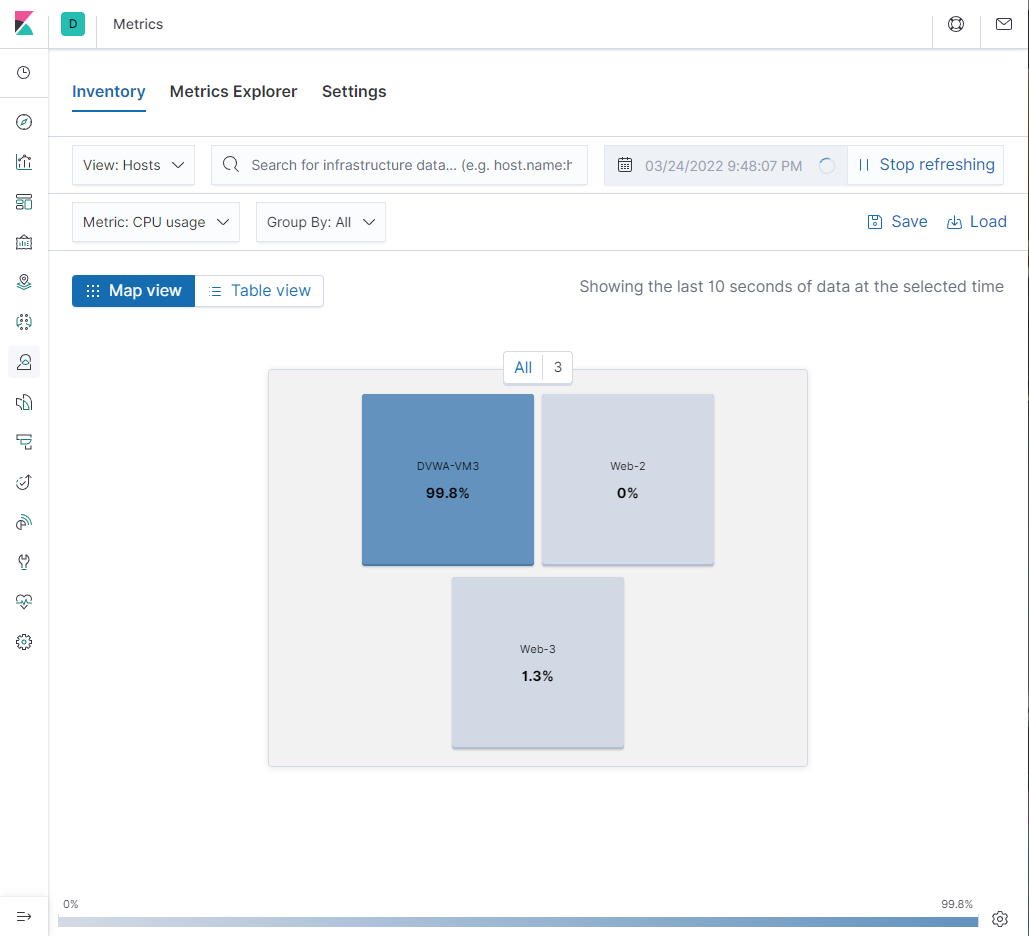 D Metrics
Inventory Metrics Explorer Settings
View: Hosts Search for infrastructure data... (e.g. host.name:h 03/24/2022 9:48:07 PM Stop refreshing
Metric: CPU usage Group By: All Save Load
Map view Table view Showing the last 10 seconds of data at the selected time
All 3
DVWA-VM3 Web-2
99.8% 0%
Web-3
1.3%
0% 99.8%